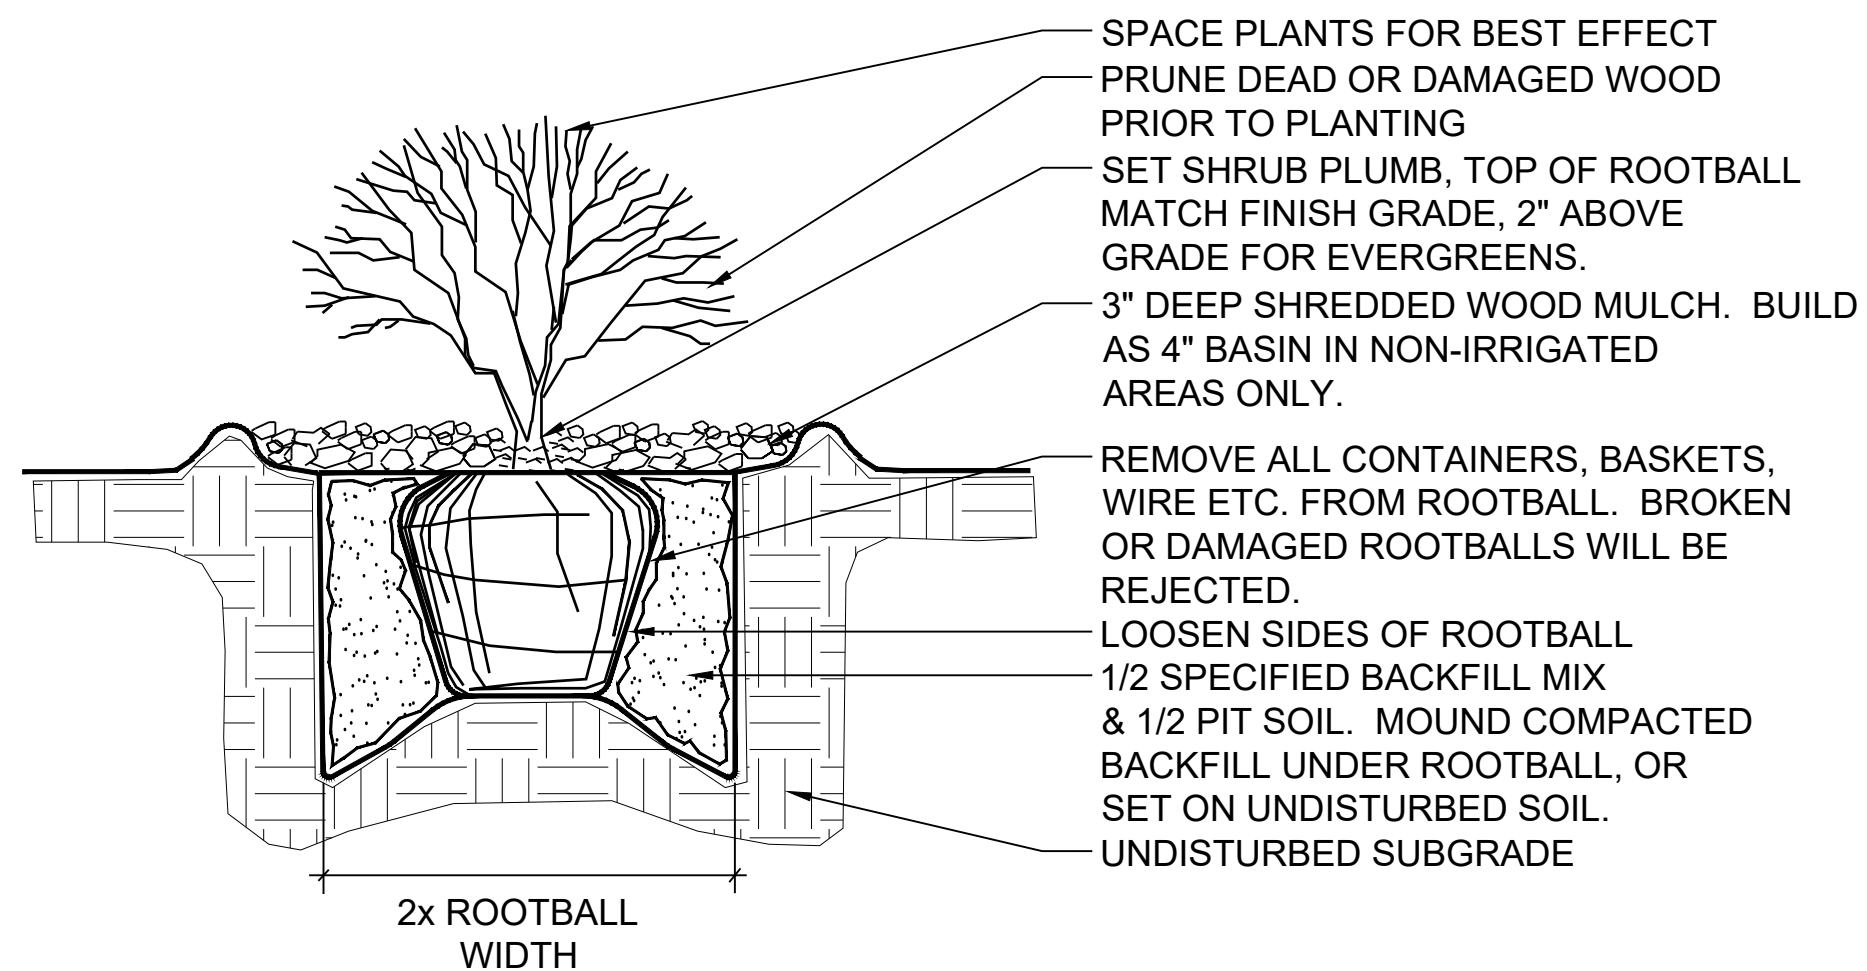 SPACE PLANTS FOR BEST EFFECT
PRUNE DEAD OR DAMAGED WOOD
PRIOR TO PLANTING
SET SHRUB PLUMB, TOP OF ROOTBALL
MATCH FINISH GRADE, 2" ABOVE
GRADE FOR EVERGREENS.
3" DEEP SHREDDED WOOD MULCH.  BUILD
AS 4" BASIN IN NON-IRRIGATED
AREAS ONLY.
REMOVE ALL CONTAINERS, BASKETS,
WIRE ETC. FROM ROOTBALL.  BROKEN
OR DAMAGED ROOTBALLS WILL BE
REJECTED.
LOOSEN SIDES OF ROOTBALL
1/2 SPECIFIED BACKFILL MIX
& 1/2 PIT SOIL.  MOUND COMPACTED
BACKFILL UNDER ROOTBALL, OR
SET ON UNDISTURBED SOIL.
UNDISTURBED SUBGRADE
2x ROOTBALL
WIDTH